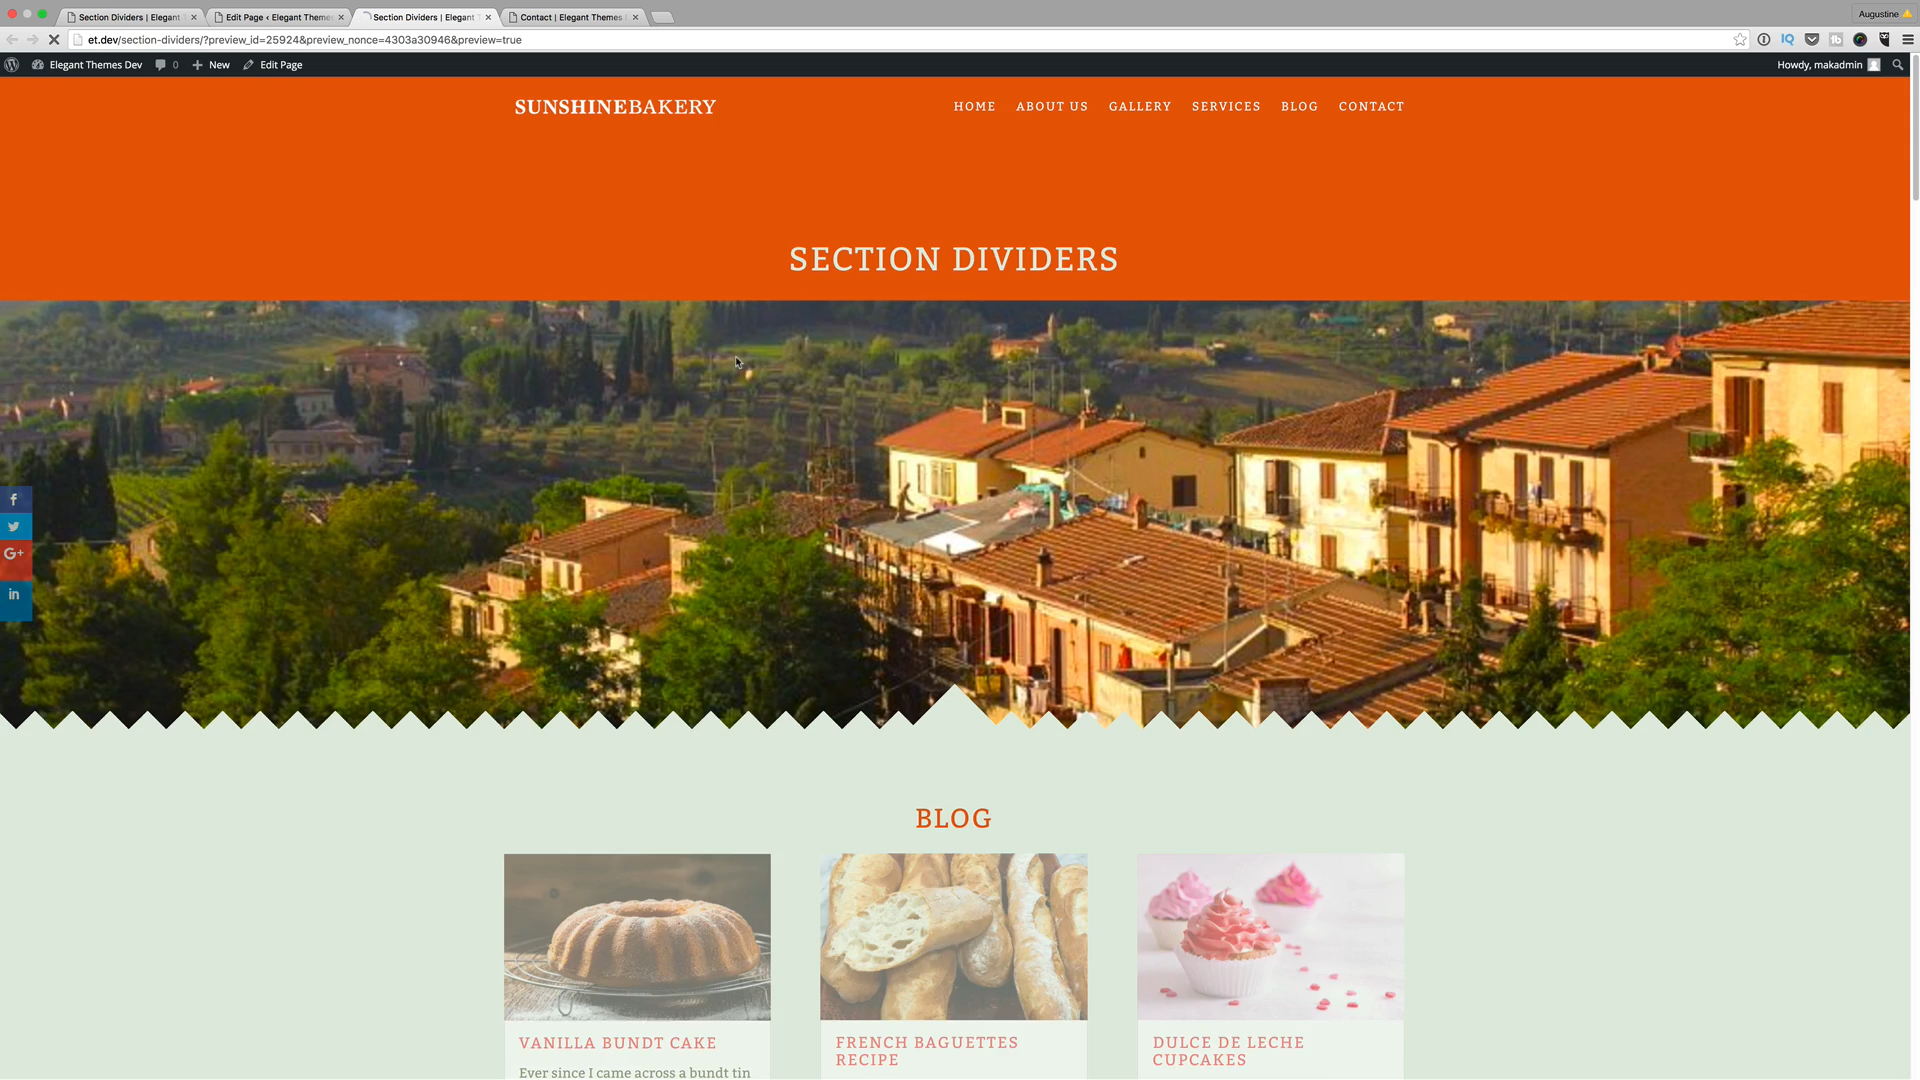 Section Dividers | Elegant
Edit Page ‹ Elegant Themes
Section Dividers | Elegant
Contact | Elegant Themes
Augustine
et.dev/section-dividers/?preview_id=25924&preview_nonce=4303a30946&preview=true
IQ
Elegant Themes Dev
0
New
Edit Page
Howdy, makadmin
SUNSHINEBAKERY
HOME
ABOUT US
GALLERY
SERVICES
BLOG
CONTACT
SECTION DIVIDERS
f
G+
in
BLOG
VANILLA BUNDT CAKE
Ever since I came across a bundt tin
FRENCH BAGUETTES
RECIPE
DULCE DE LECHE
CUPCAKES